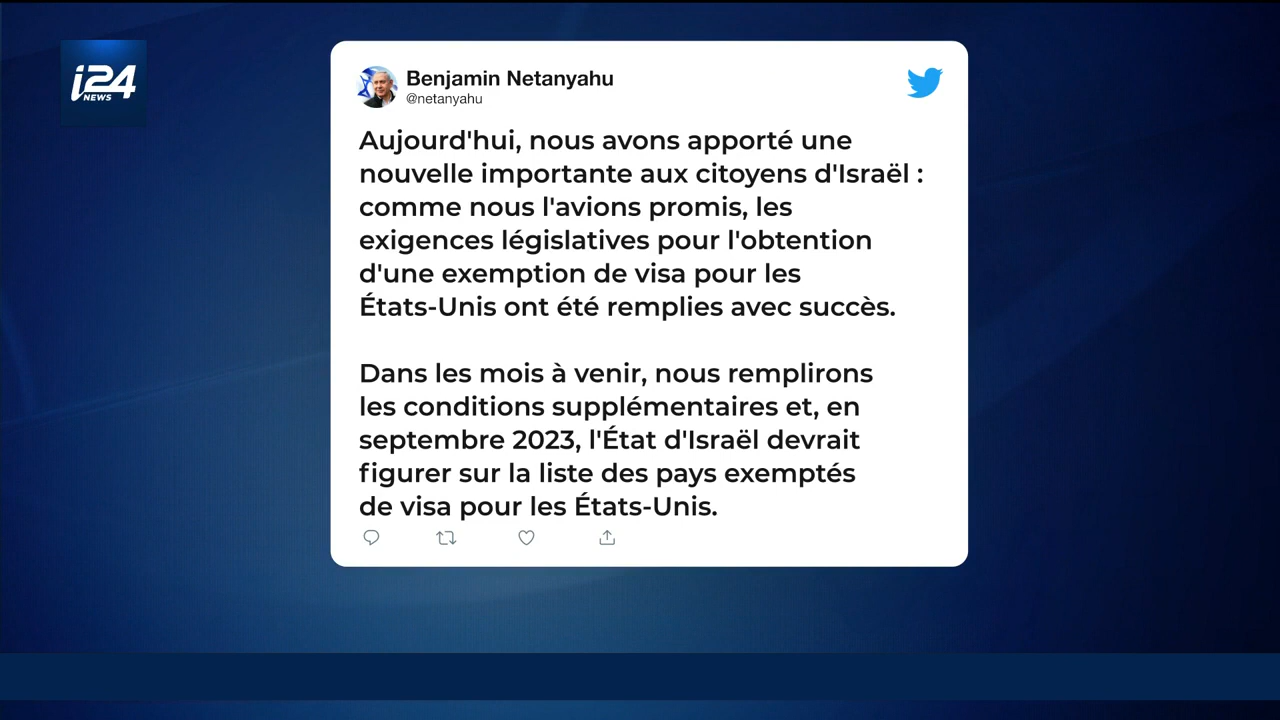 i24
NEWS
Benjamin Netanyahu
@netanyahu
Aujourd'hui, nous avons apporté une
nouvelle importante aux citoyens d'Israël :
comme nous l'avions promis, les
exigences législatives pour l'obtention
d'une exemption de visa pour les
États-Unis ont été remplies avec succès.
Dans les mois à venir, nous remplirons
les conditions supplémentaires et, en
septembre 2023, l'État d'Israël devrait
figurer sur la liste des pays exemptés
de visa pour les États-Unis.